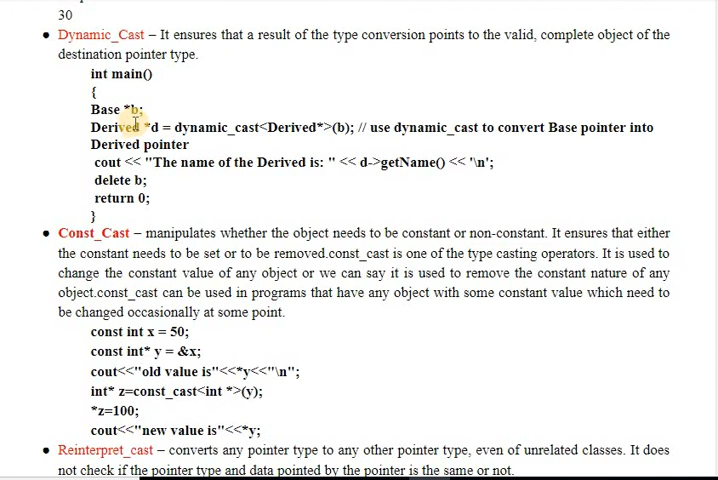 30
• Dynamic_Cast – It ensures that a result of the type conversion points to the valid, complete object of the
destination pointer type.
int main()
{
Base *b;
Derived *d = dynamic_cast<Derived*>(b); // use dynamic_cast to convert Base pointer into
Derived pointer
cout << "The name of the Derived is: " << d->getName() << '\n';
delete b;
return 0;
}
• Const_Cast – manipulates whether the object needs to be constant or non-constant. It ensures that either
the constant needs to be set or to be removed.const_cast is one of the type casting operators. It is used to
change the constant value of any object or we can say it is used to remove the constant nature of any
object.const_cast can be used in programs that have any object with some constant value which need to
be changed occasionally at some point.
const int x = 50;
const int* y = &x;
cout<<"old value is"<<*y<<"\n";
int* z=const_cast<int *>(y);
*z=100;
cout<<"new value is"<<*y;
• Reinterpret_cast – converts any pointer type to any other pointer type, even of unrelated classes. It does
not check if the pointer type and data pointed by the pointer is the same or not.